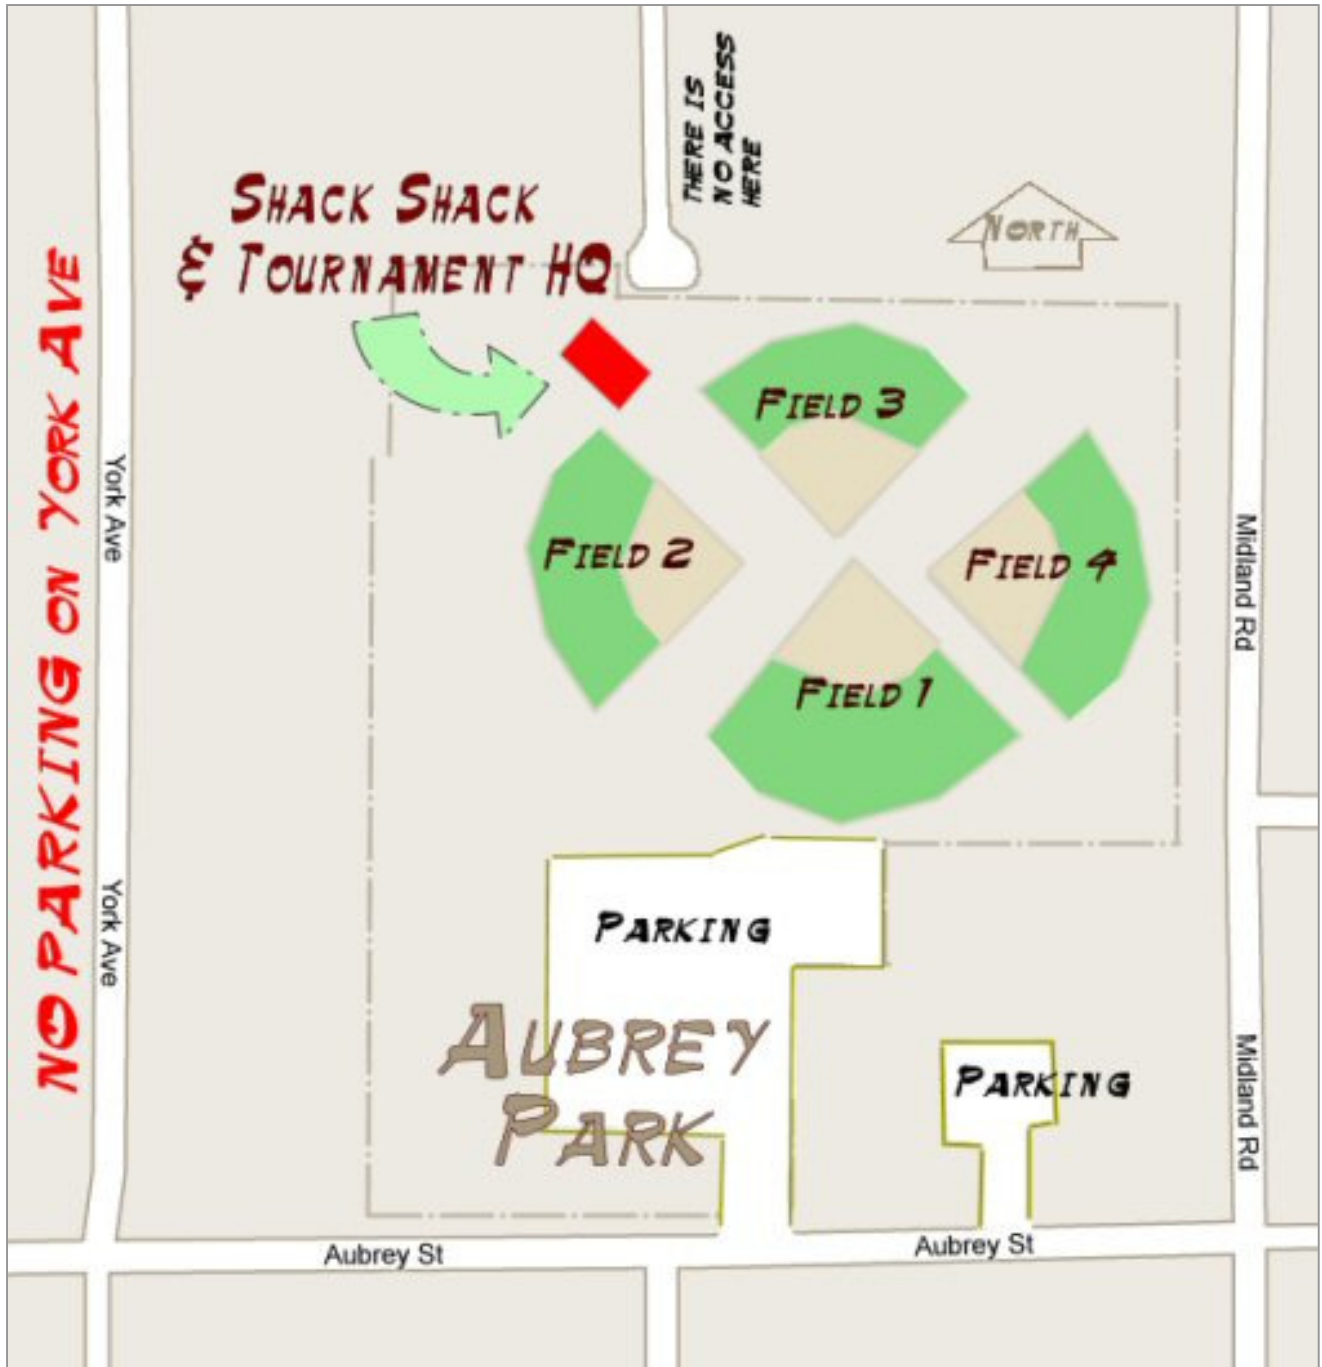 THERE IS
NO ACCESS
HERE
SHACK SHACK
& TOURNAMENT HQ
NORTH
NO PARKING ON YORK AVE
York Ave
FIELD 3
FIELD 2
FIELD 4
Midland Rd
FIELD 1
York Ave
PARKING
AUBREY
PARK
PARKING
Midland Rd
Aubrey St
Aubrey St